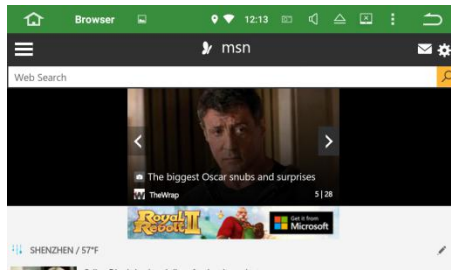 Browser
12:13
msn
Web Search
The biggest Oscar snubs and surprises
TheWrap
5 | 28
Royal Revolt II
Get it from
Microsoft
SHENZHEN / 57°F